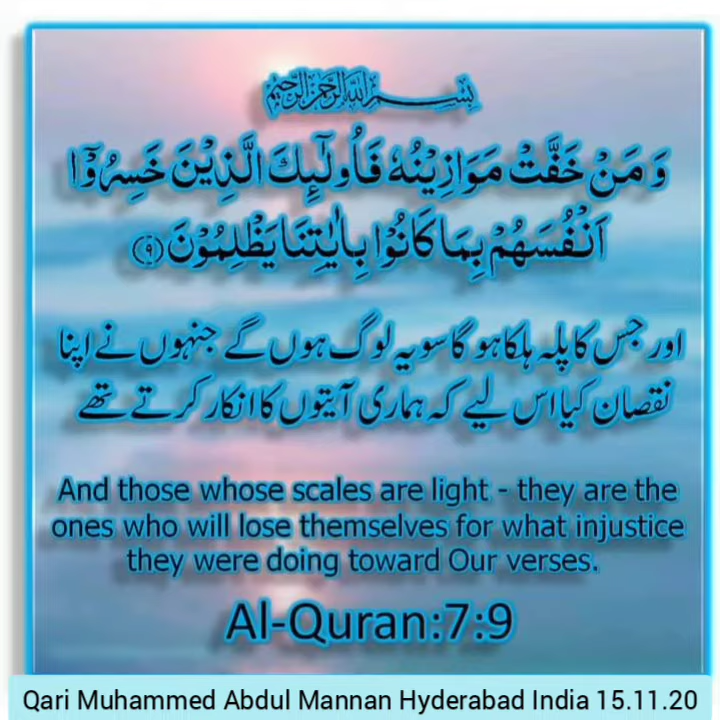 بِسْمِ اللّٰهِ الرَّحْمٰنِ الرَّحِيْمِ
وَ مَنْ خَفَّتْ مَوَازِيْنُهٗ فَاُولٰٓئِكَ الَّذِيْنَ خَسِرُوْۤا
اَنْفُسَهُمْ بِمَا كَانُوْا بِاٰيٰتِنَا يَظْلِمُوْنَ ﴿۹﴾
اور جس کا پلہ ہلکا ہو گا سو یہ لوگ ہوں گے جنہوں نے اپنا
نقصان کیا اس لیے کہ ہماری آیتوں کا انکار کرتے تھے
And those whose scales are light - they are the
ones who will lose themselves for what injustice
they were doing toward Our verses.
Al-Quran:7:9
Qari Muhammed Abdul Mannan Hyderabad India 15.11.20